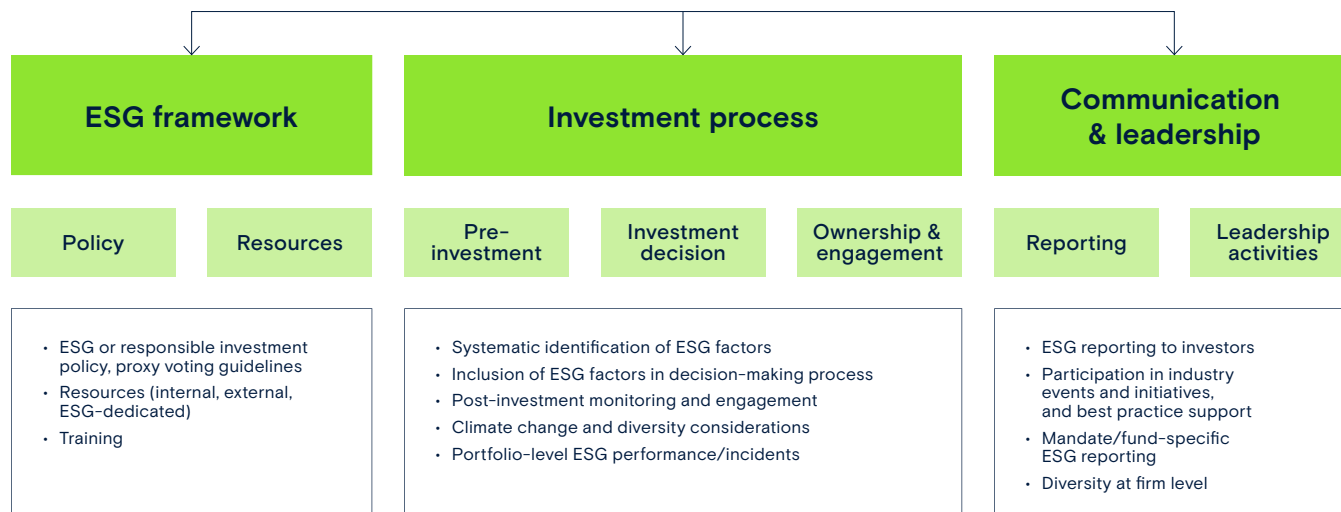 ESG framework
Investment process
Communication
& leadership
Policy
Resources
Pre-
investment
Investment
decision
Ownership &
engagement
Reporting
Leadership
activities
• ESG or responsible investment
policy, proxy voting guidelines
• Resources (internal, external,
ESG-dedicated)
• Training
• Systematic identification of ESG factors
• Inclusion of ESG factors in decision-making process
• Post-investment monitoring and engagement
• Climate change and diversity considerations
• Portfolio-level ESG performance/incidents
• ESG reporting to investors
• Participation in industry
events and initiatives,
and best practice support
• Mandate/fund-specific
ESG reporting
• Diversity at firm level